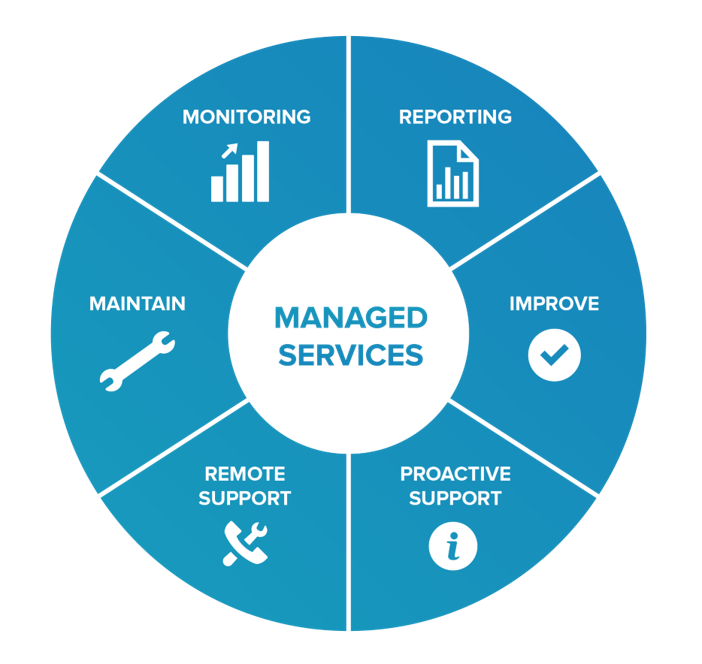 MONITORING
REPORTING
MAINTAIN
MANAGED
SERVICES
IMPROVE
REMOTE
SUPPORT
PROACTIVE
SUPPORT
i